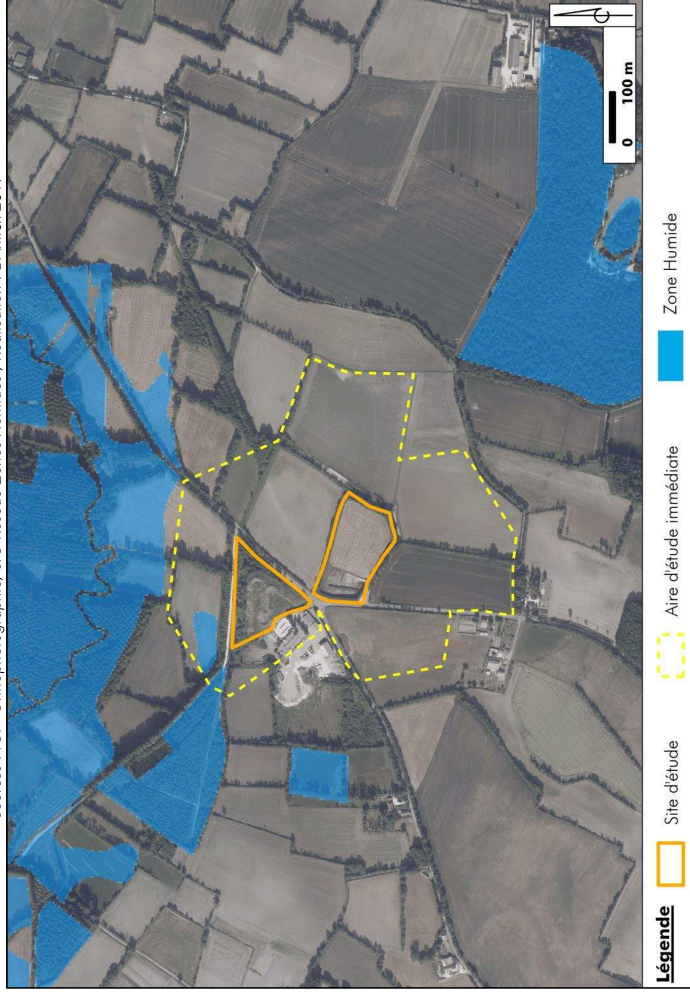 0 100 m
Légende
Site d'étude
Aire d'étude immédiate
Zone Humide